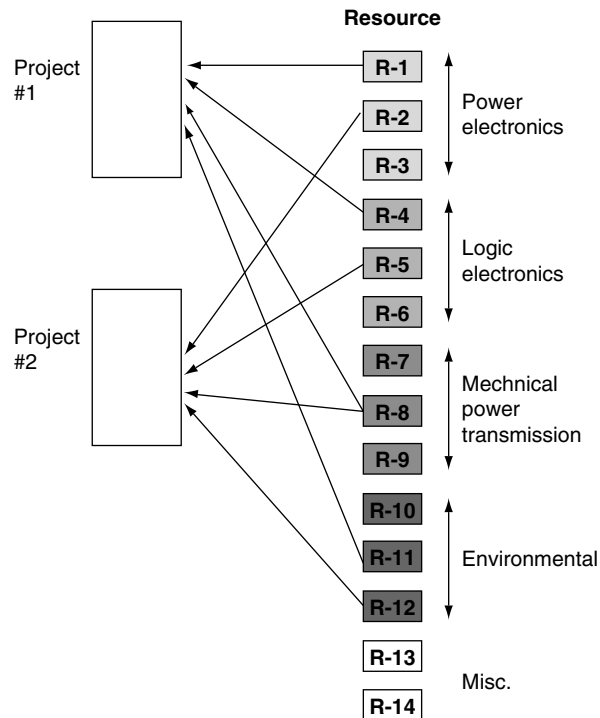 Resource
Project
#1
R-1
R-2
R-3
Power
electronics
R-4
R-5
R-6
Logic
electronics
Project
#2
R-7
R-8
R-9
Mechnical
power
transmission
R-10
R-11
R-12
Environmental
R-13
R-14
Misc.